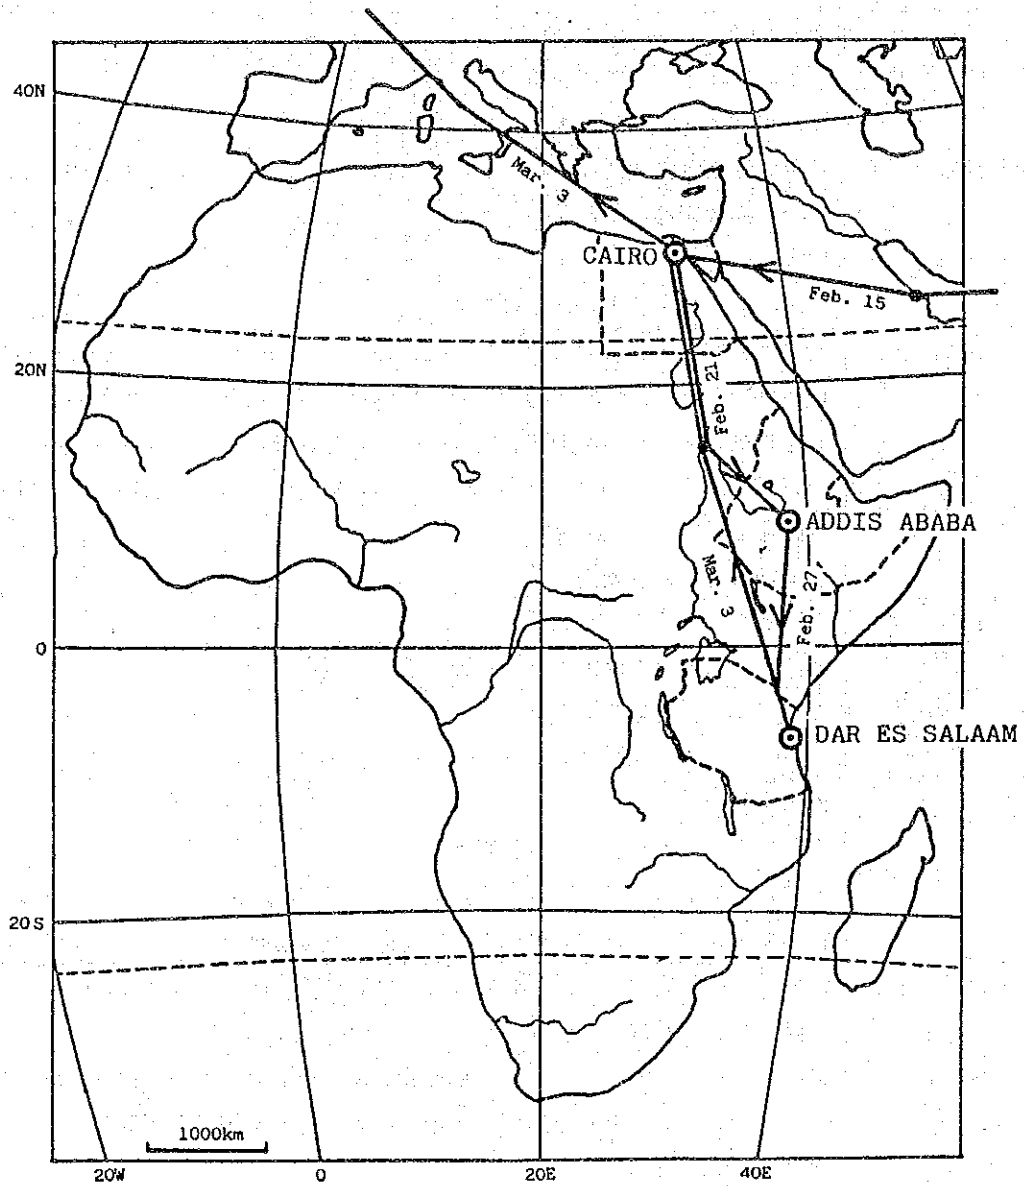 40N
Mar. 3
CAIRO
Feb. 15
20N
Feb. 21
ADDIS ABABA
Mar. 3
Feb. 27
0
DAR ES SALAAM
20S
1000km
20W
0
20E
40E